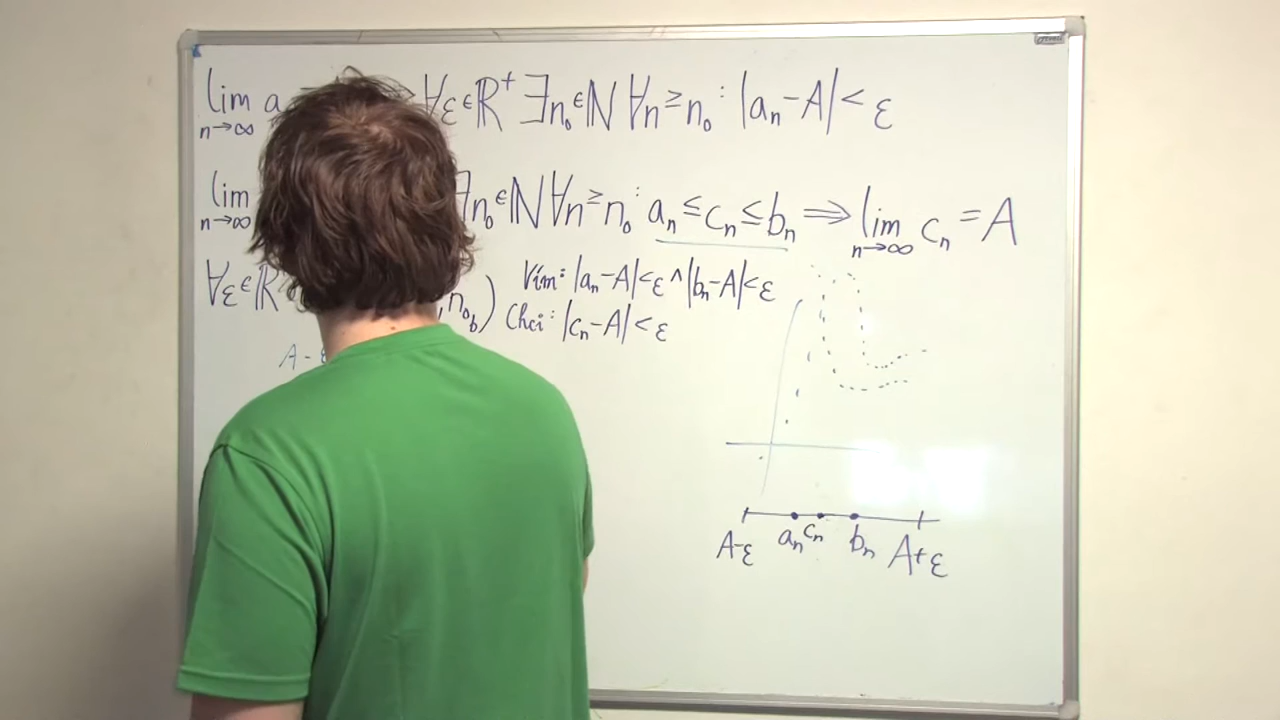 lim a ∀ε∈ℝ⁺ ∃n₀∈ℕ ∀n≥n₀: |aₙ-A|<ε
n→∞
lim ∃n₀∈ℕ ∀n≥n₀: aₙ≤cₙ≤bₙ ⟹ lim cₙ=A
n→∞ n→∞
∀ε∈ℝ , n₀_b) Vím: |aₙ-A|<ε ∧ |bₙ-A|<ε
Chci: |cₙ-A|<ε
A-ε
A-ε aₙ cₙ bₙ A+ε